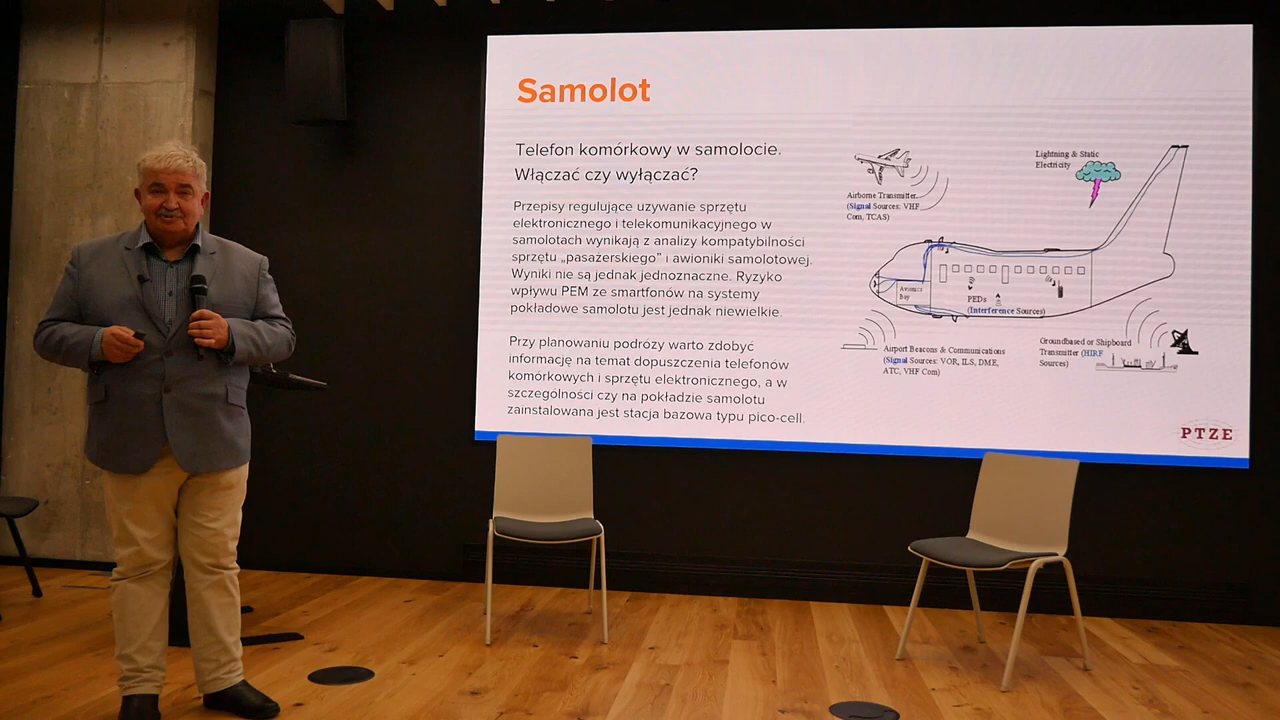 Samolot
Telefon komórkowy w samolocie.
Włączać czy wyłączać?
Przepisy regulujące uzywanie sprzętu
elektronicznego i telekomunikacyjnego w
samolotach wynikają z analizy kompatybilności
sprzętu „pasażerskiego” i awioniki samolotowej.
Wyniki nie są jednak jednoznaczne. Ryzyko
wpływu PEM ze smartfonów na systemy
pokładowe samolotu jest jednak niewielkie.
Przy planowaniu podróży warto zdobyć
informację na temat dopuszczenia telefonów
komórkowych i sprzętu elektronicznego, a w
szczególności czy na pokładzie samolotu
zainstalowana jest stacja bazowa typu pico-cell.
Lightning & Static
Electricity
Airborne Transmitter
(Signal Sources: VHF
Com, TCAS)
Avionics
Bay
PEDs
(Interference Sources)
Airport Beacons & Communications
(Signal Sources: VOR, ILS, DME,
ATC, VHF Com)
Groundbased or Shipboard
Transmitter (HIRF
Sources)
PTZE